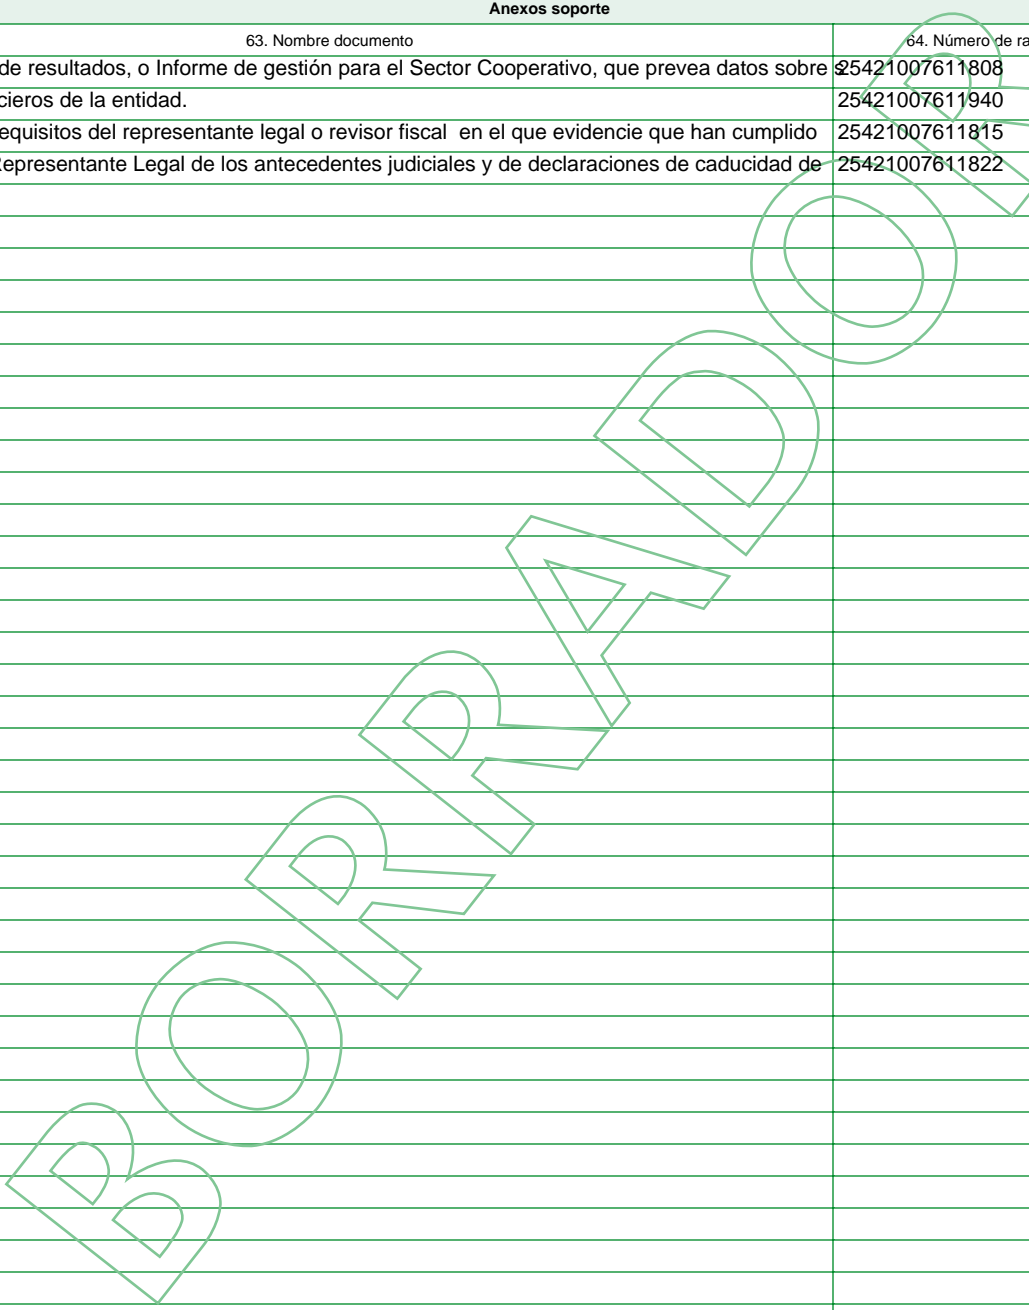 Anexos soporte
63. Nombre documento 64. Número de ra
de resultados, o Informe de gestión para el Sector Cooperativo, que prevea datos sobre s 25421007611808
cieros de la entidad. 25421007611940
equisitos del representante legal o revisor fiscal en el que evidencie que han cumplido 25421007611815
Representante Legal de los antecedentes judiciales y de declaraciones de caducidad de 25421007611822
BORRADOR